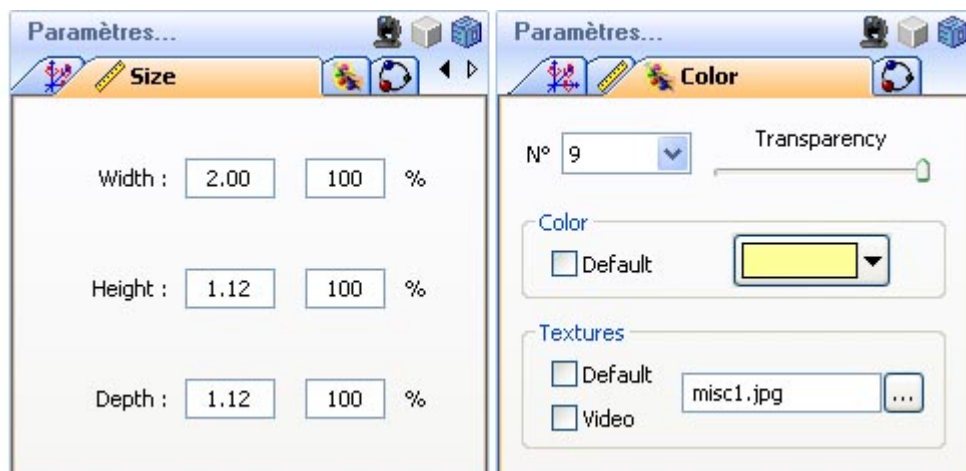 Paramètres...
Size
Width : 2.00 100 %
Height : 1.12 100 %
Depth : 1.12 100 %
Paramètres...
Color
Nº 9 Transparency
Color
Default
Textures
Default
misc1.jpg ...
Video